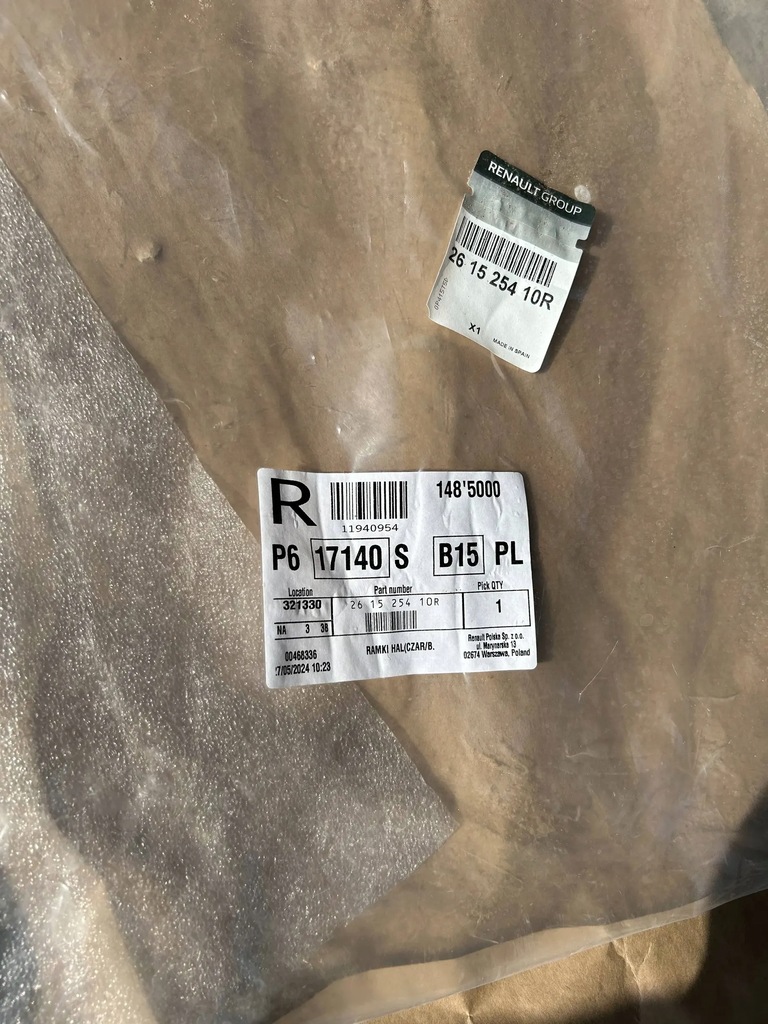 RENAULT GROUP
26 15 254 10R
X1
MADE IN SPAIN
R
11940954
148'5000
P6 17140 S B15 PL
Location Part number Pick QTY
321330 26 15 254 10R 1
NA 3 38
00468336 RAMKI HAL(CZAR/B.
7/05/2024 10:23
Renault Polska Sp. z o.o.
ul. Marynarska 13
02674 Warszawa, Poland